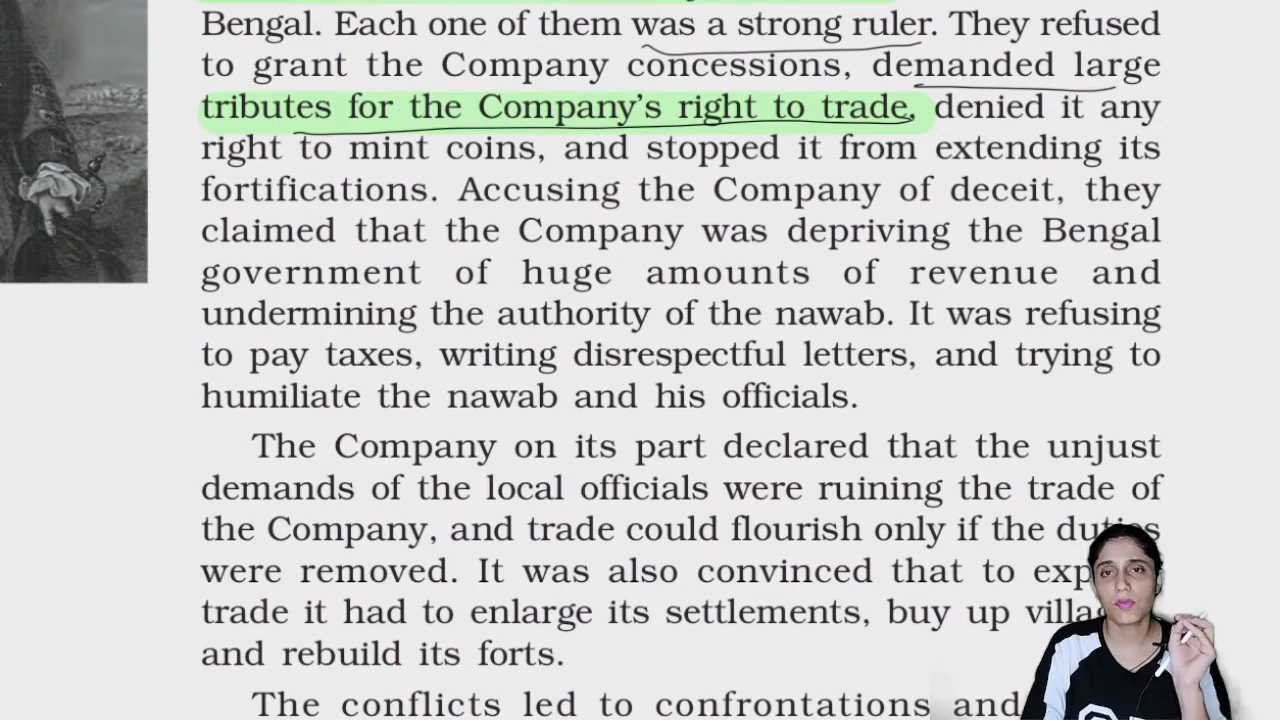 Bengal. Each one of them was a strong ruler. They refused
to grant the Company concessions, demanded large
tributes for the Company's right to trade, denied it any
right to mint coins, and stopped it from extending its
fortifications. Accusing the Company of deceit, they
claimed that the Company was depriving the Bengal
government of huge amounts of revenue and
undermining the authority of the nawab. It was refusing
to pay taxes, writing disrespectful letters, and trying to
humiliate the nawab and his officials.
The Company on its part declared that the unjust
demands of the local officials were ruining the trade of
the Company, and trade could flourish only if the duties
were removed. It was also convinced that to
trade it had to enlarge its settlements, buy up
and rebuild its forts.
The conflicts led to confrontations and